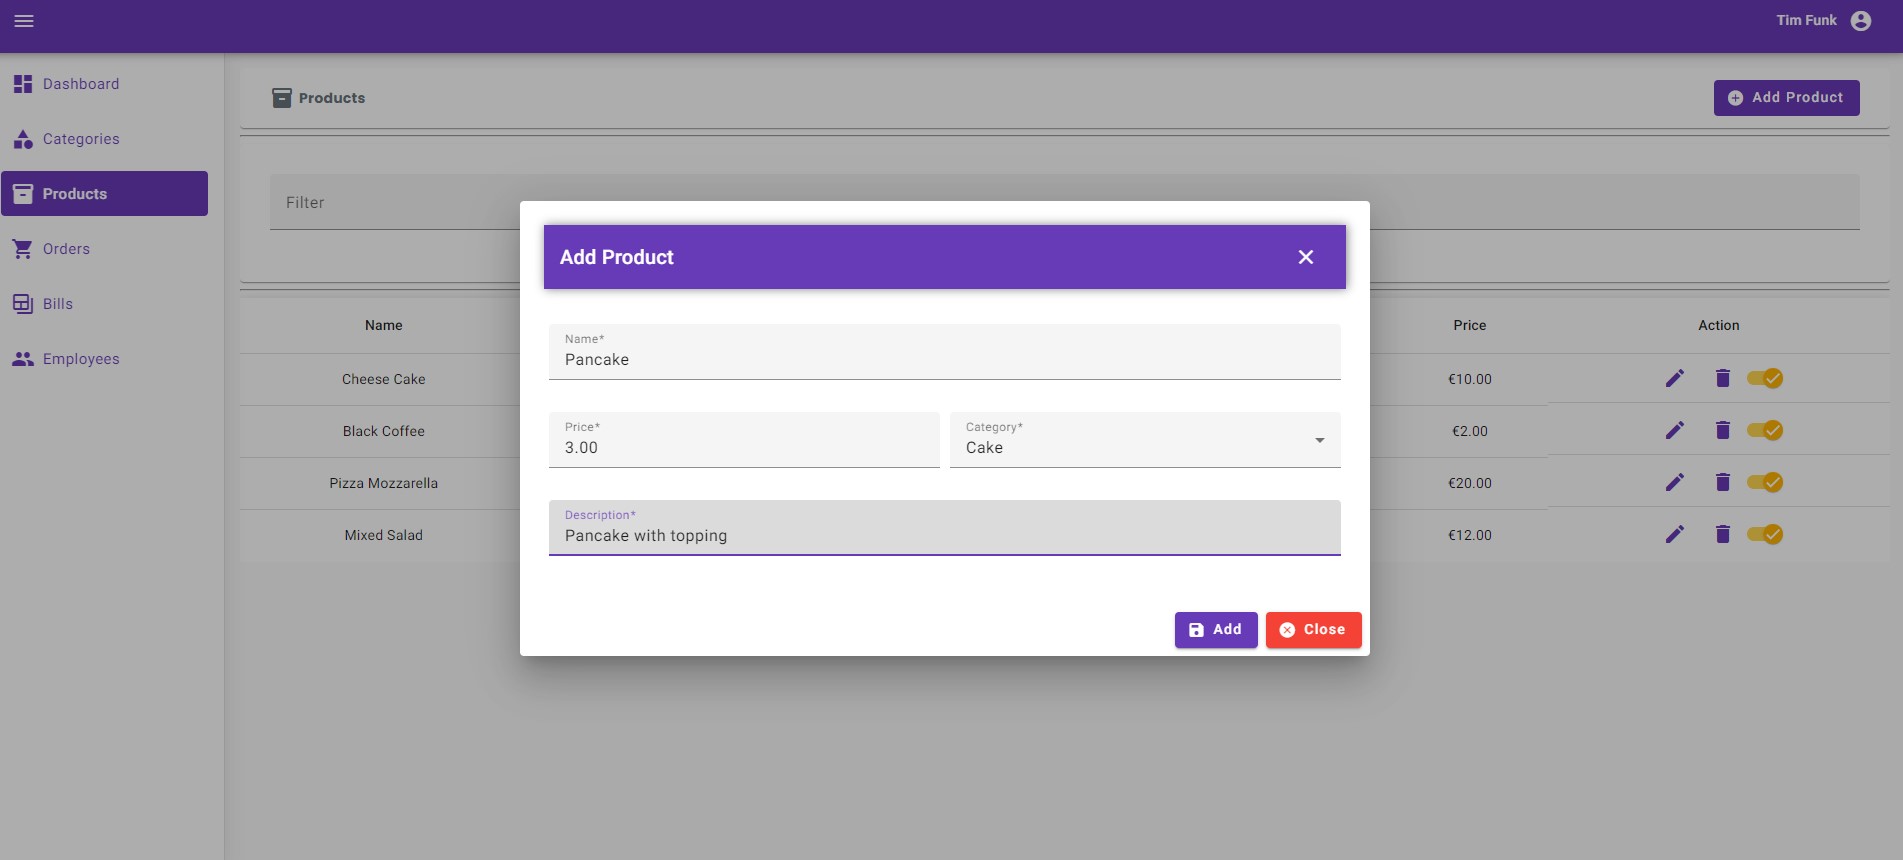 Tim Funk
Dashboard
Categories
Products
Orders
Bills
Employees
Products
Add Product
Filter
Name
Price
Action
Cheese Cake
€10.00
Black Coffee
€2.00
Pizza Mozzarella
€20.00
Mixed Salad
€12.00
Add Product
Name*
Pancake
Price*
3.00
Category*
Cake
Description*
Pancake with topping
Add
Close